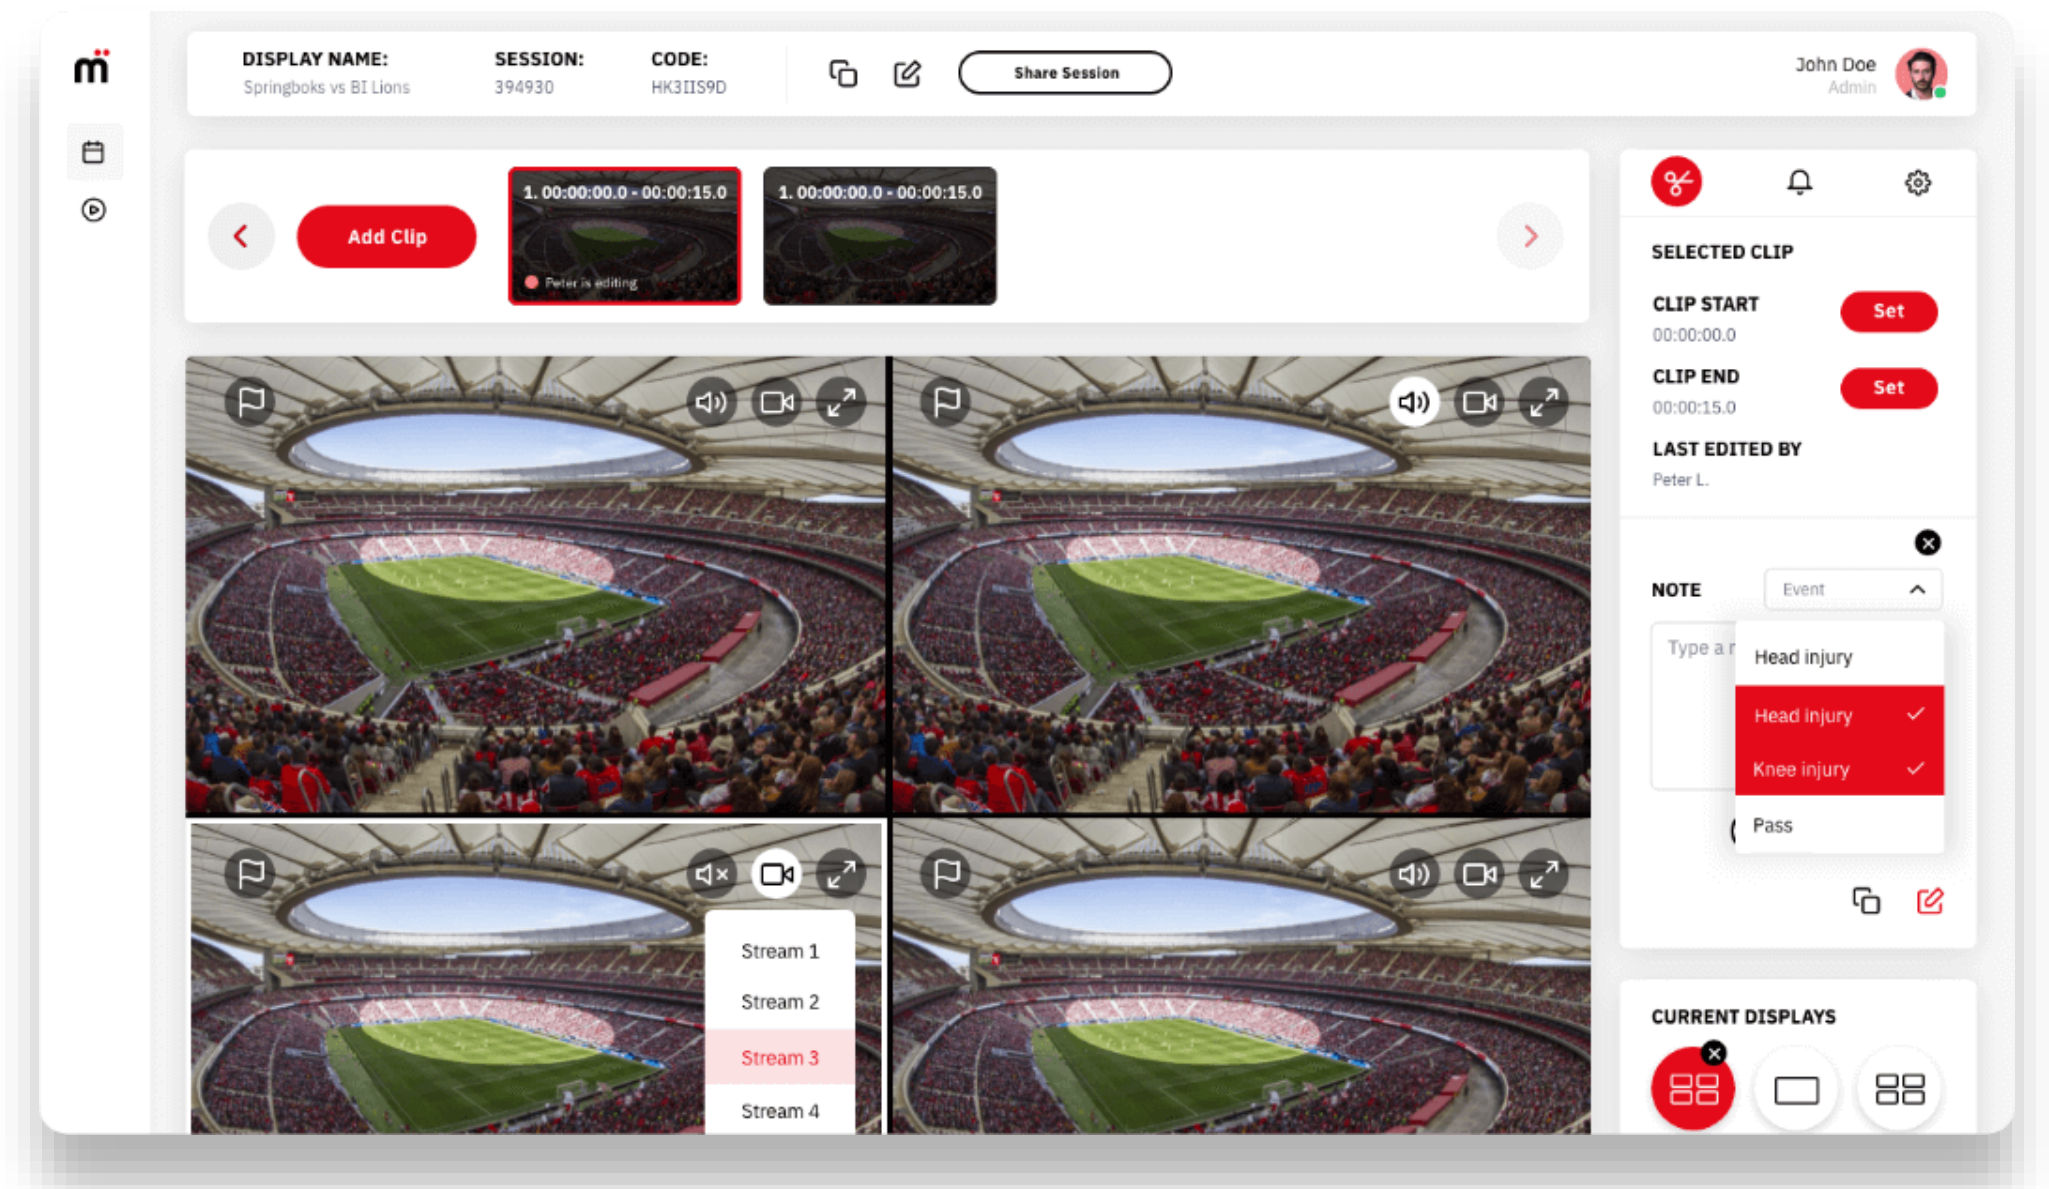 m̈
DISPLAY NAME:
Springboks vs BI Lions
SESSION:
394930
CODE:
HK3IIS9D
Share Session
John Doe
Admin
Add Clip
1. 00:00:00.0 - 00:00:15.0
Peter is editing
1. 00:00:00.0 - 00:00:15.0
SELECTED CLIP
CLIP START
00:00:00.0
Set
CLIP END
00:00:15.0
Set
LAST EDITED BY
Peter L.
NOTE
Event
Type a
Head injury
Head injury
Knee injury
Pass
Stream 1
Stream 2
Stream 3
Stream 4
CURRENT DISPLAYS